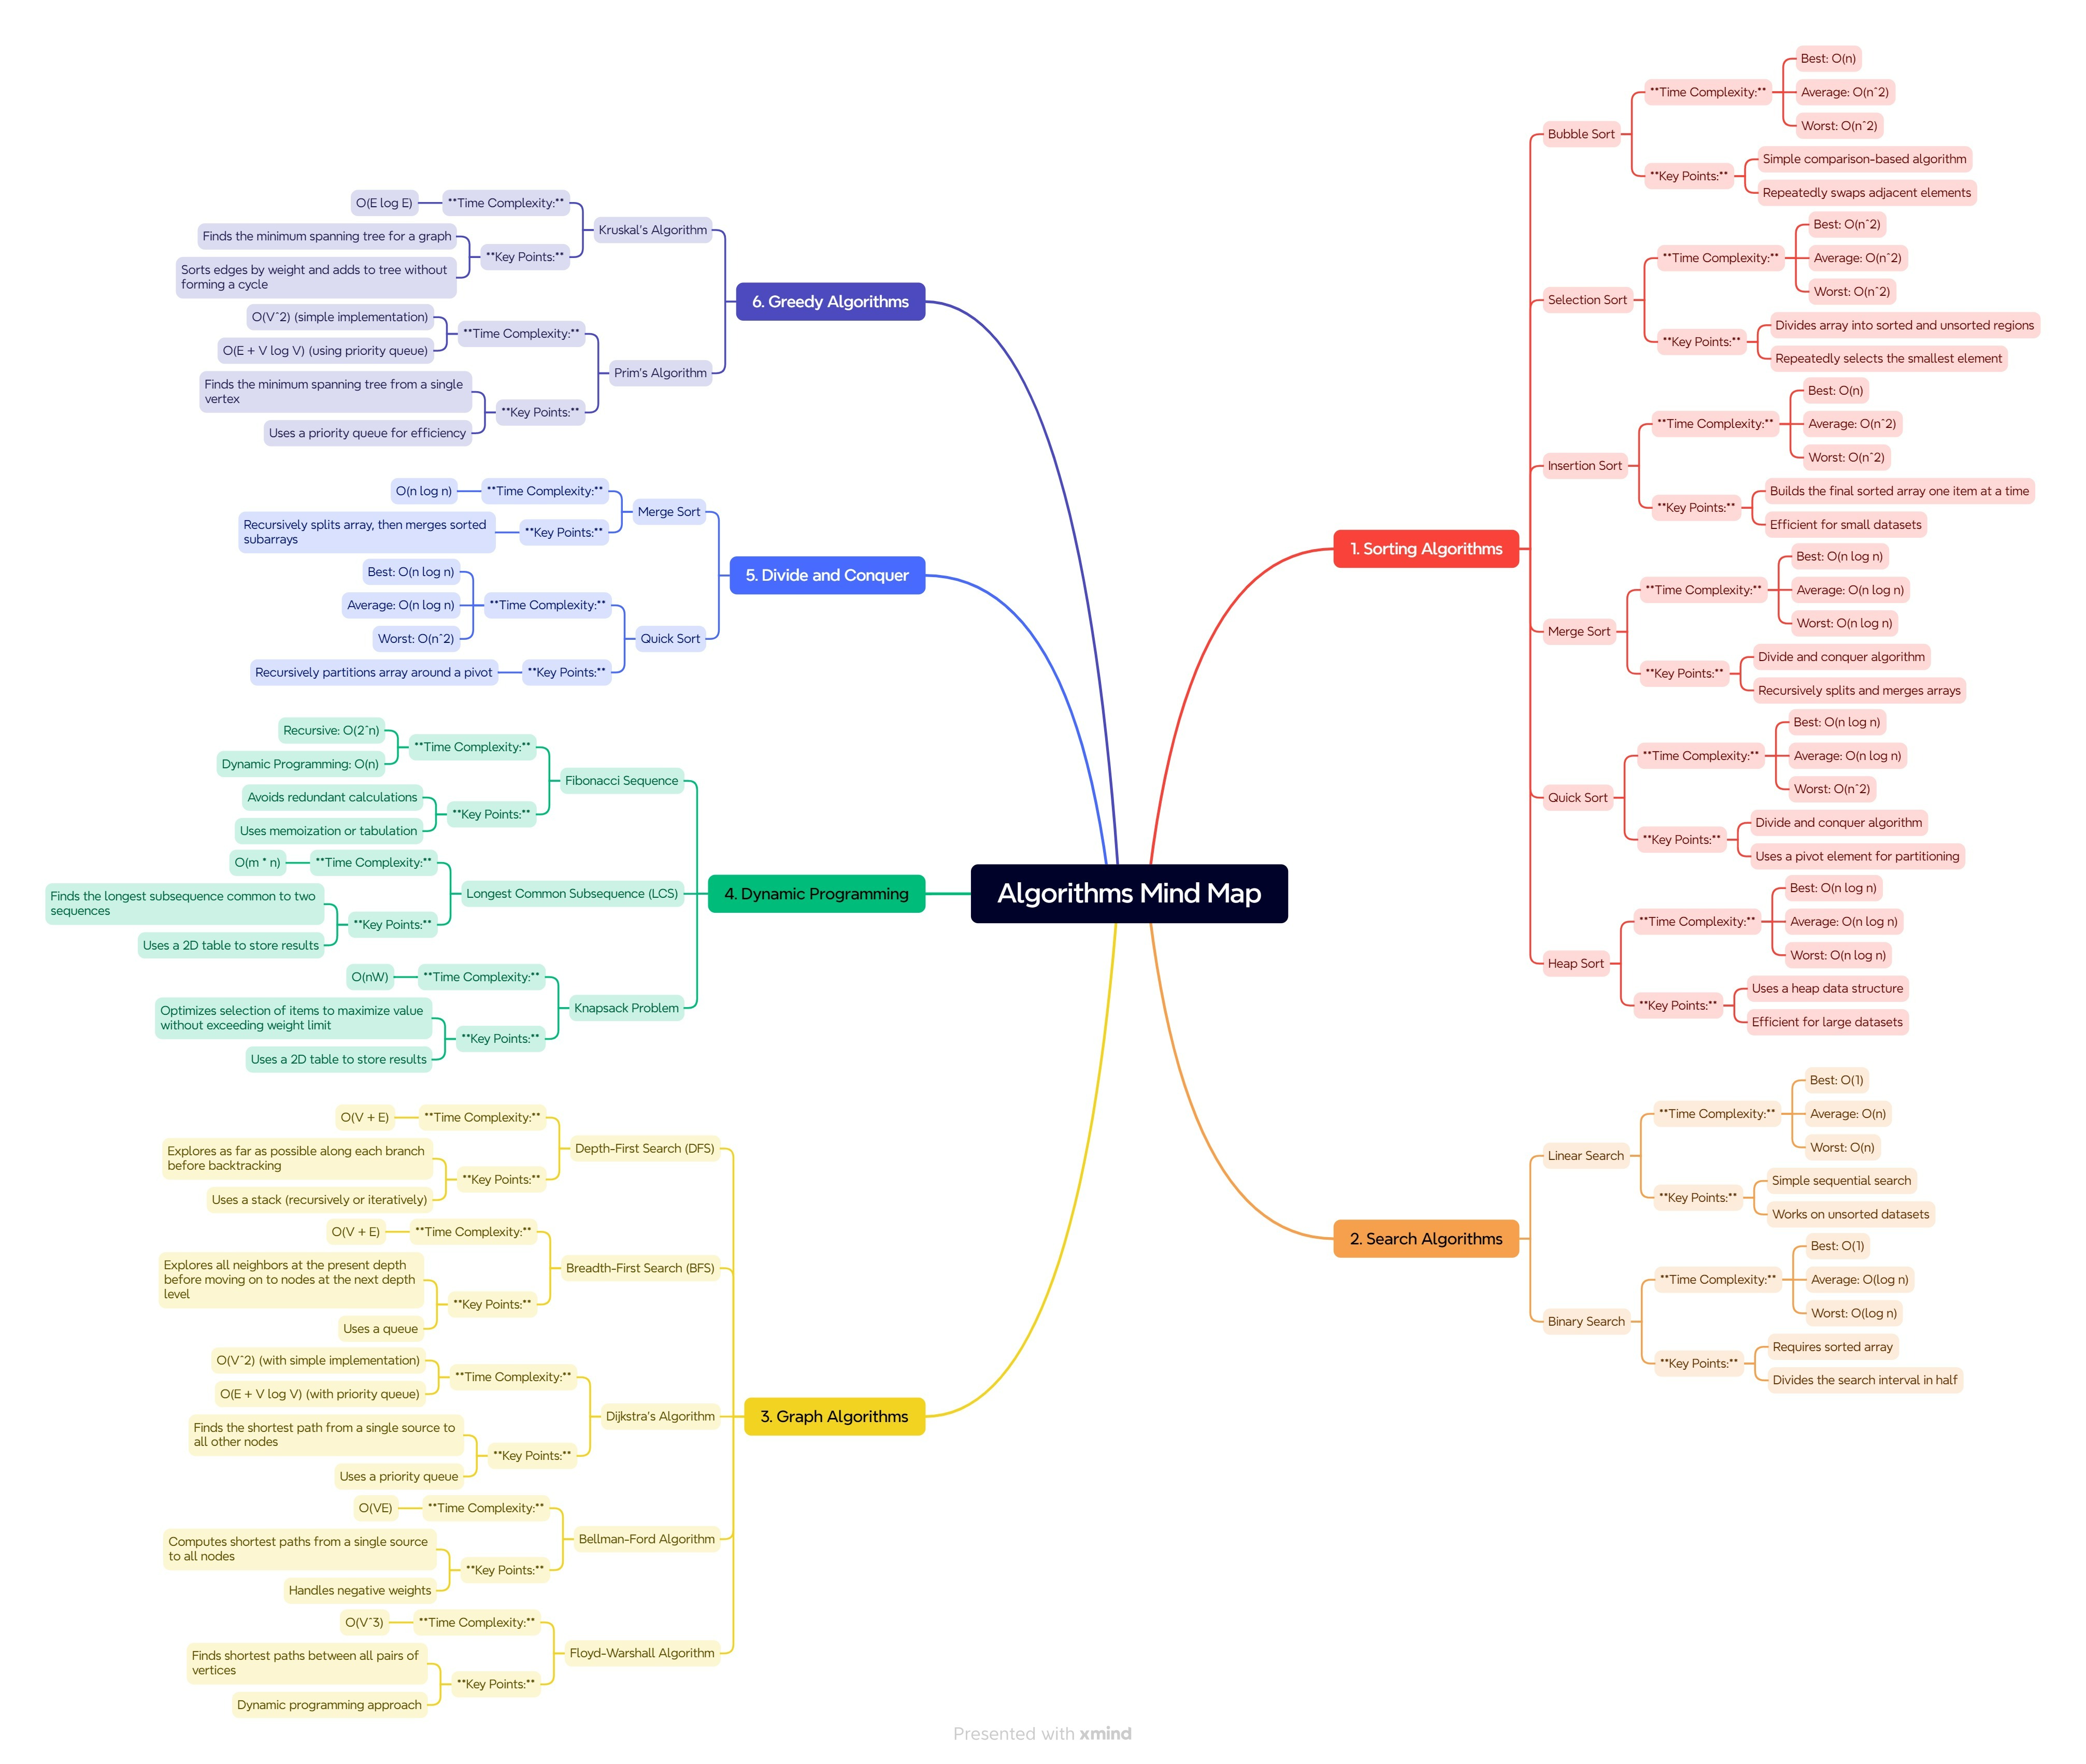 Algorithms Mind Map
1. Sorting Algorithms
Bubble Sort
**Time Complexity:**
Best: O(n)
Average: O(n^2)
Worst: O(n^2)
**Key Points:**
Simple comparison-based algorithm
Repeatedly swaps adjacent elements
Selection Sort
**Time Complexity:**
Best: O(n^2)
Average: O(n^2)
Worst: O(n^2)
**Key Points:**
Divides array into sorted and unsorted regions
Repeatedly selects the smallest element
Insertion Sort
**Time Complexity:**
Best: O(n)
Average: O(n^2)
Worst: O(n^2)
**Key Points:**
Builds the final sorted array one item at a time
Efficient for small datasets
Merge Sort
**Time Complexity:**
Best: O(n log n)
Average: O(n log n)
Worst: O(n log n)
**Key Points:**
Divide and conquer algorithm
Recursively splits and merges arrays
Quick Sort
**Time Complexity:**
Best: O(n log n)
Average: O(n log n)
Worst: O(n^2)
**Key Points:**
Divide and conquer algorithm
Uses a pivot element for partitioning
Heap Sort
**Time Complexity:**
Best: O(n log n)
Average: O(n log n)
Worst: O(n log n)
**Key Points:**
Uses a heap data structure
Efficient for large datasets
2. Search Algorithms
Linear Search
**Time Complexity:**
Best: O(1)
Average: O(n)
Worst: O(n)
**Key Points:**
Simple sequential search
Works on unsorted datasets
Binary Search
**Time Complexity:**
Best: O(1)
Average: O(log n)
Worst: O(log n)
**Key Points:**
Requires sorted array
Divides the search interval in half
3. Graph Algorithms
Depth-First Search (DFS)
**Time Complexity:**
O(V + E)
**Key Points:**
Explores as far as possible along each branch
before backtracking
Uses a stack (recursively or iteratively)
Breadth-First Search (BFS)
**Time Complexity:**
O(V + E)
**Key Points:**
Explores all neighbors at the present depth
before moving on to nodes at the next depth
level
Uses a queue
Dijkstra's Algorithm
**Time Complexity:**
O(V^2) (with simple implementation)
O(E + V log V) (with priority queue)
**Key Points:**
Finds the shortest path from a single source to
all other nodes
Uses a priority queue
Bellman-Ford Algorithm
**Time Complexity:**
O(VE)
**Key Points:**
Computes shortest paths from a single source
to all nodes
Handles negative weights
Floyd-Warshall Algorithm
**Time Complexity:**
O(V^3)
**Key Points:**
Finds shortest paths between all pairs of
vertices
Dynamic programming approach
4. Dynamic Programming
Fibonacci Sequence
**Time Complexity:**
Recursive: O(2^n)
Dynamic Programming: O(n)
**Key Points:**
Avoids redundant calculations
Uses memoization or tabulation
Longest Common Subsequence (LCS)
**Time Complexity:**
O(m * n)
**Key Points:**
Finds the longest subsequence common to two
sequences
Uses a 2D table to store results
Knapsack Problem
**Time Complexity:**
O(nW)
**Key Points:**
Optimizes selection of items to maximize value
without exceeding weight limit
Uses a 2D table to store results
5. Divide and Conquer
Merge Sort
**Time Complexity:**
O(n log n)
**Key Points:**
Recursively splits array, then merges sorted
subarrays
Quick Sort
**Time Complexity:**
Best: O(n log n)
Average: O(n log n)
Worst: O(n^2)
**Key Points:**
Recursively partitions array around a pivot
6. Greedy Algorithms
Kruskal's Algorithm
**Time Complexity:**
O(E log E)
**Key Points:**
Finds the minimum spanning tree for a graph
Sorts edges by weight and adds to tree without
forming a cycle
Prim's Algorithm
**Time Complexity:**
O(V^2) (simple implementation)
O(E + V log V) (using priority queue)
**Key Points:**
Finds the minimum spanning tree from a single
vertex
Uses a priority queue for efficiency
Presented with xmind